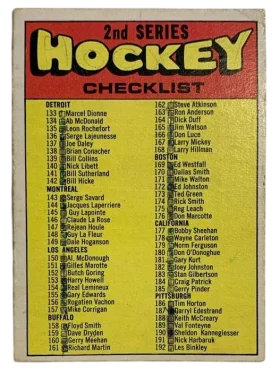 2nd SERIES
HOCKEY
CHECKLIST
DETROIT
133 Marcel Dionne
134 Ab McDonald
135 Leon Rochefort
136 Serge Lajeunesse
137 Joe Daley
138 Brian Conacher
139 Bill Collins
140 Nick Libett
141 Bill Sutherland
142 Bill Hicke
MONTREAL
143 Serge Savard
144 Jacques Laperriere
145 Guy Lapointe
146 Claude La Rose
147 Rejean Houle
148 Guy La Fleur
149 Dale Hoganson
LOS ANGELES
150 Al. McDonough
151 Gilles Marotte
152 Butch Goring
153 Harry Howell
154 Real Lemineux
155 Gary Edwards
156 Rogatien Vachon
157 Mike Corrigan
BUFFALO
158 Floyd Smith
159 Dave Dryden
160 Gerry Meehan
161 Richard Martin
162 Steve Atkinson
163 Ron Anderson
164 Dick Duff
165 Jim Watson
166 Don Luce
167 Larry Mickey
168 Larry Hillman
BOSTON
169 Ed Westfall
170 Dallas Smith
171 Mike Walton
172 Ed Johnston
173 Ted Green
174 Rick Smith
175 Reg Leach
176 Don Marcotte
CALIFORNIA
177 Bobby Sheehan
178 Wayne Carleton
179 Norm Ferguson
180 Don O'Donoghue
181 Gary Kurt
182 Joey Johnston
183 Stan Gilbertson
184 Craig Patrick
185 Gerry Pinder
PITTSBURGH
186 Tim Horton
187 Darryl Edestrand
188 Keith McCreary
189 Val Fonteyne
190 Sheldon Kannegiesser
191 Nick Harbaruk
192 Les Binkley